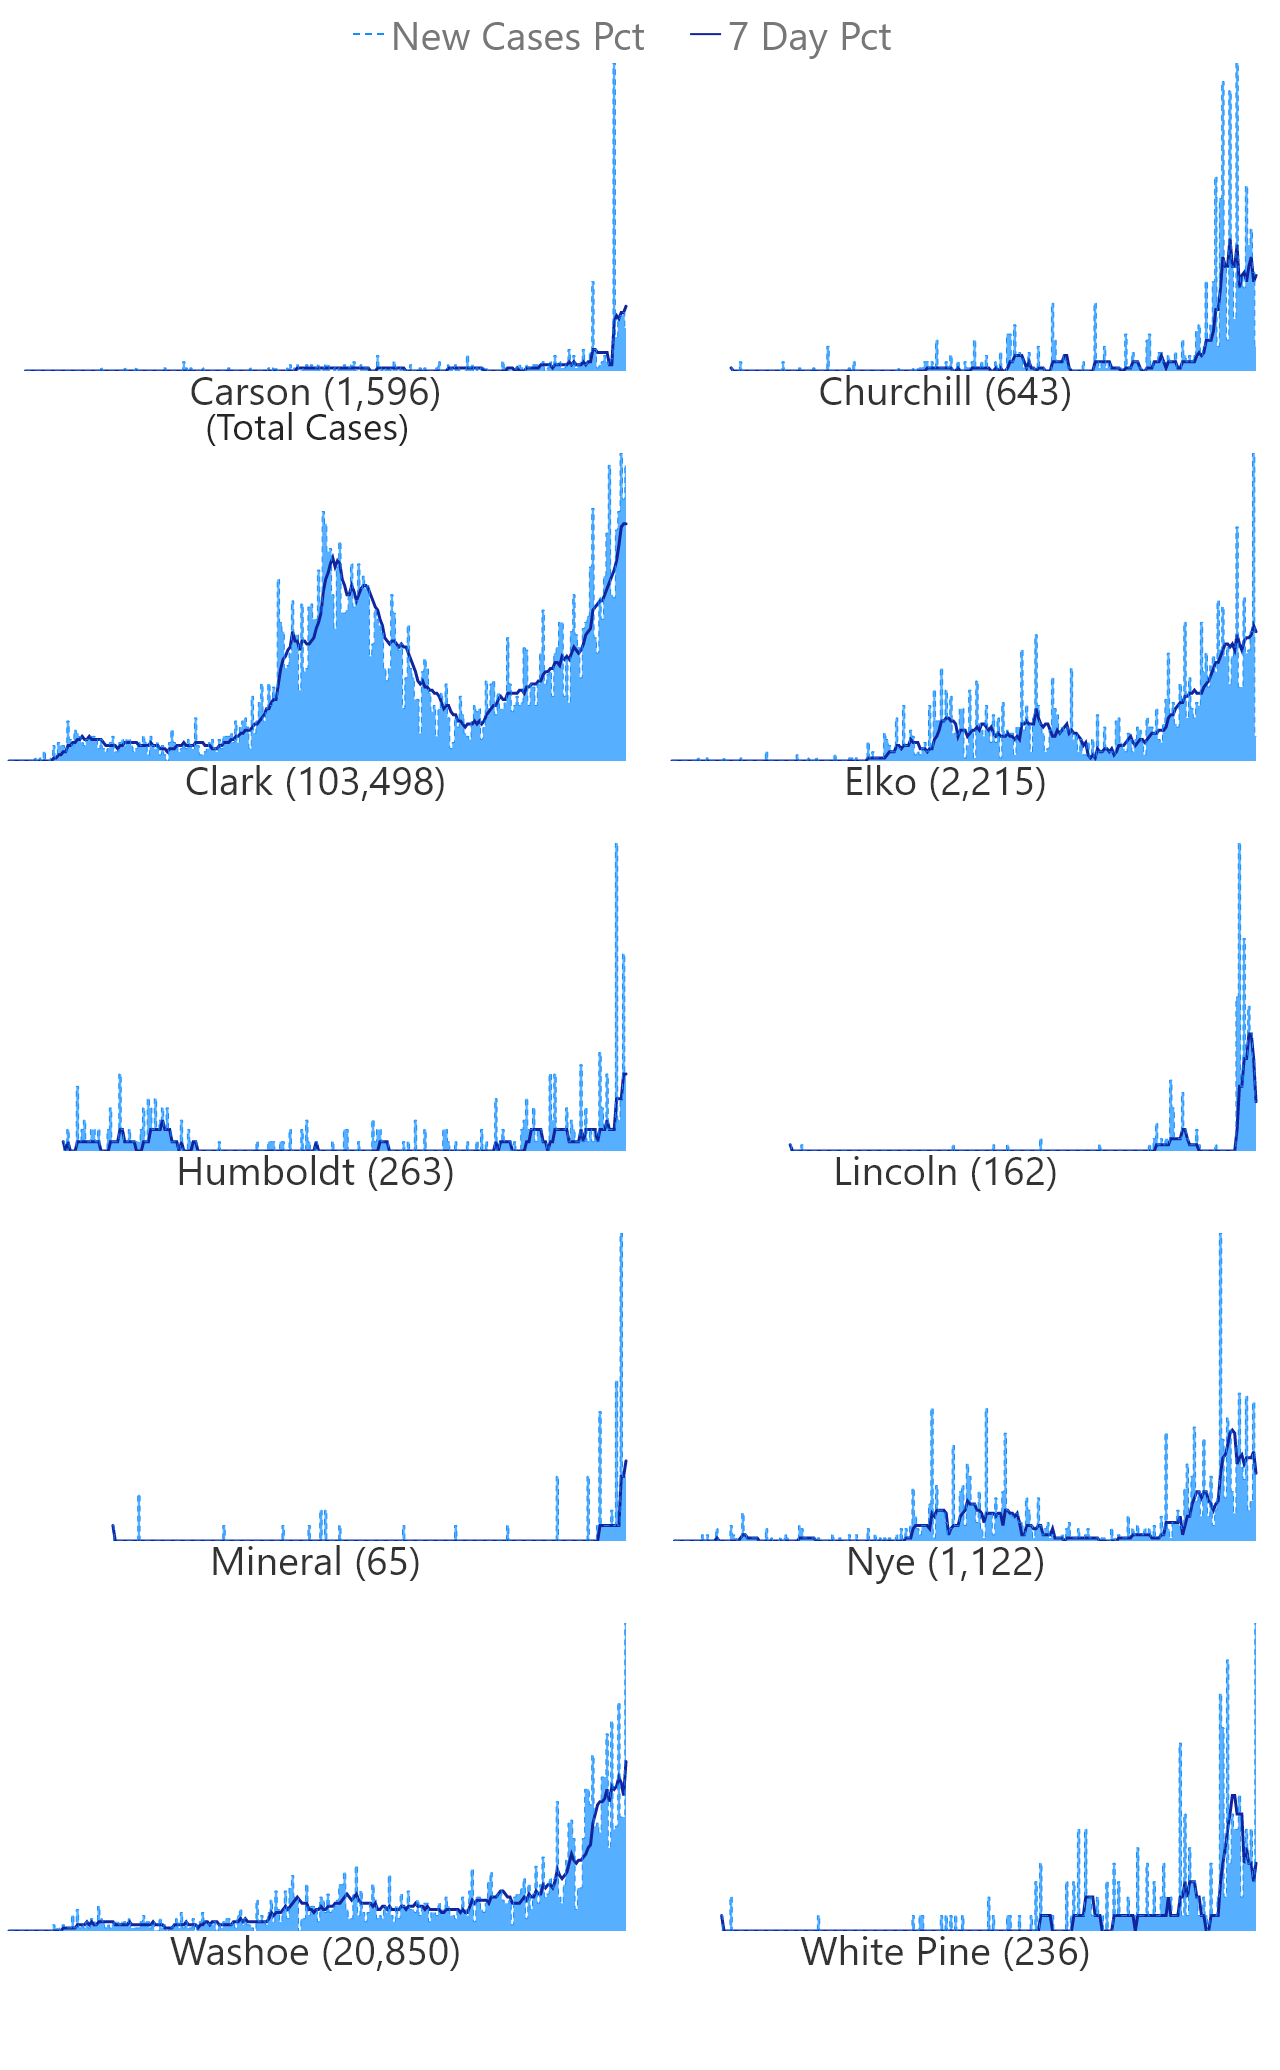 New Cases Pct 7 Day Pct
Carson (1,596) Churchill (643)
(Total Cases)
Clark (103,498) Elko (2,215)
Humboldt (263) Lincoln (162)
Mineral (65) Nye (1,122)
Washoe (20,850) White Pine (236)